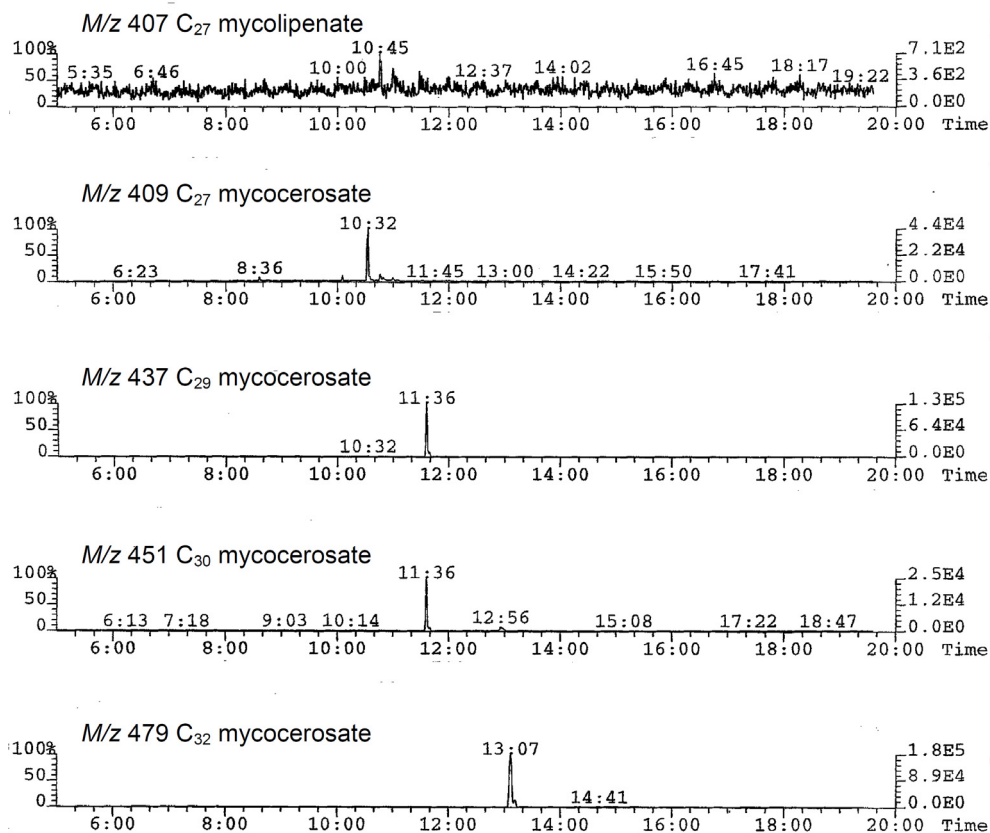 M/z 407 C27 mycolipenate
100% 10:45 7.1E2
5:35 6:46 10:00 12:37 14:02 16:45 18:17 19:22
50 3.6E2
0 0.0E0
6:00 8:00 10:00 12:00 14:00 16:00 18:00 20:00 Time
M/z 409 C27 mycocerosate
100% 10:32 4.4E4
50 2.2E4
6:23 8:36 11:45 13:00 14:22 15:50 17:41
0 0.0E0
6:00 8:00 10:00 12:00 14:00 16:00 18:00 20:00 Time
M/z 437 C29 mycocerosate
100% 11:36 1.3E5
50 6.4E4
10:32
0 0.0E0
6:00 8:00 10:00 12:00 14:00 16:00 18:00 20:00 Time
M/z 451 C30 mycocerosate
100% 11:36 2.5E4
50 1.2E4
6:13 7:18 9:03 10:14 12:56 15:08 17:22 18:47
0 0.0E0
6:00 8:00 10:00 12:00 14:00 16:00 18:00 20:00 Time
M/z 479 C32 mycocerosate
100% 13:07 1.8E5
50 8.9E4
14:41
0 0.0E0
6:00 8:00 10:00 12:00 14:00 16:00 18:00 20:00 Time